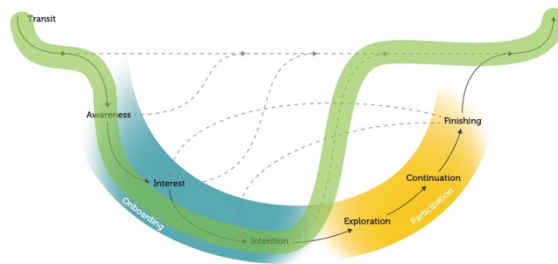 Transit
Awareness
Interest
Intention
Exploration
Continuation
Finishing
Onboarding
Participation